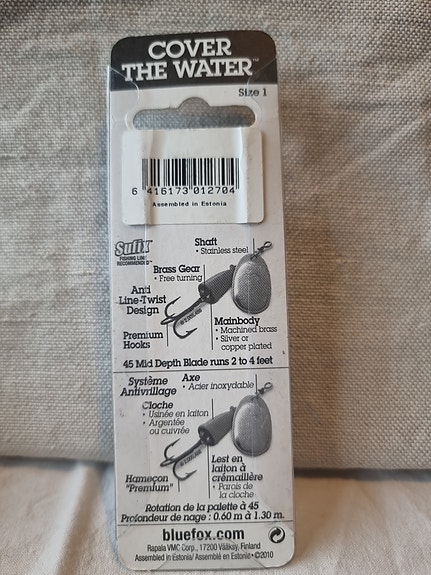 COVER
THE WATER™
Size 1
6 416173 012704
Assembled in Estonia
Sufix
FISHING LINE
RECOMMENDED™
Shaft
• Stainless steel
Brass Gear
• Free turning
Anti
Line-Twist
Design
Premium
Hooks
Mainbody
• Machined brass
• Silver or
copper plated
45 Mid Depth Blade runs 2 to 4 feet
Système
Antivrillage
Axe
• Acier inoxydable
Cloche
• Usinée en laiton
• Argentée
ou cuivrée
Hameçon
"Premium"
Lest en
laiton à
crémaillère
• Parois de
la cloche
Rotation de la palette à 45
Profondeur de nage : 0.60 m à 1.30 m.
bluefox.com
Rapala VMC Corp., 17200 Vääksy, Finland
Assembled in Estonia/ Assemblé en Estonie •©2010